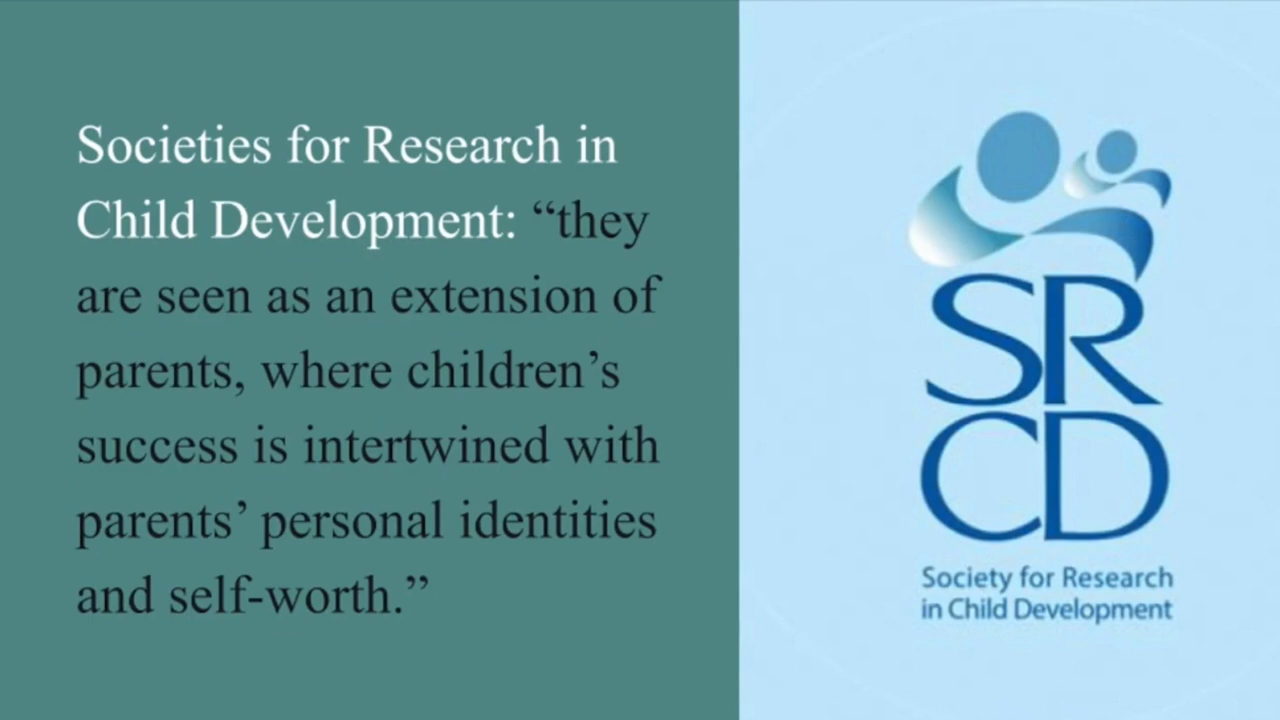 Societies for Research in
Child Development: “they
are seen as an extension of
parents, where children’s
success is intertwined with
parents’ personal identities
and self-worth.”
SR
CD
Society for Research
in Child Development